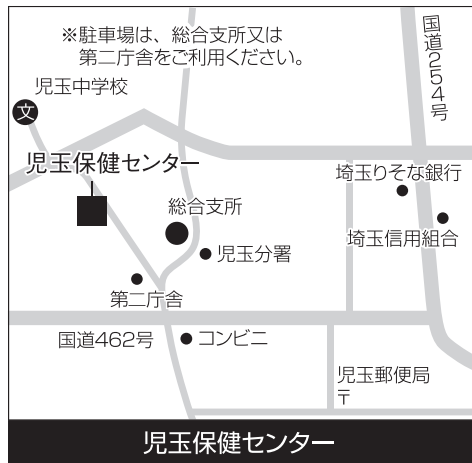 ※駐車場は、総合支所又は
第二庁舎をご利用ください。
国道254号
児玉中学校
文
児玉保健センター
埼玉りそな銀行
総合支所
埼玉信用組合
児玉分署
第二庁舎
国道462号
コンビニ
児玉郵便局
〒
児玉保健センター